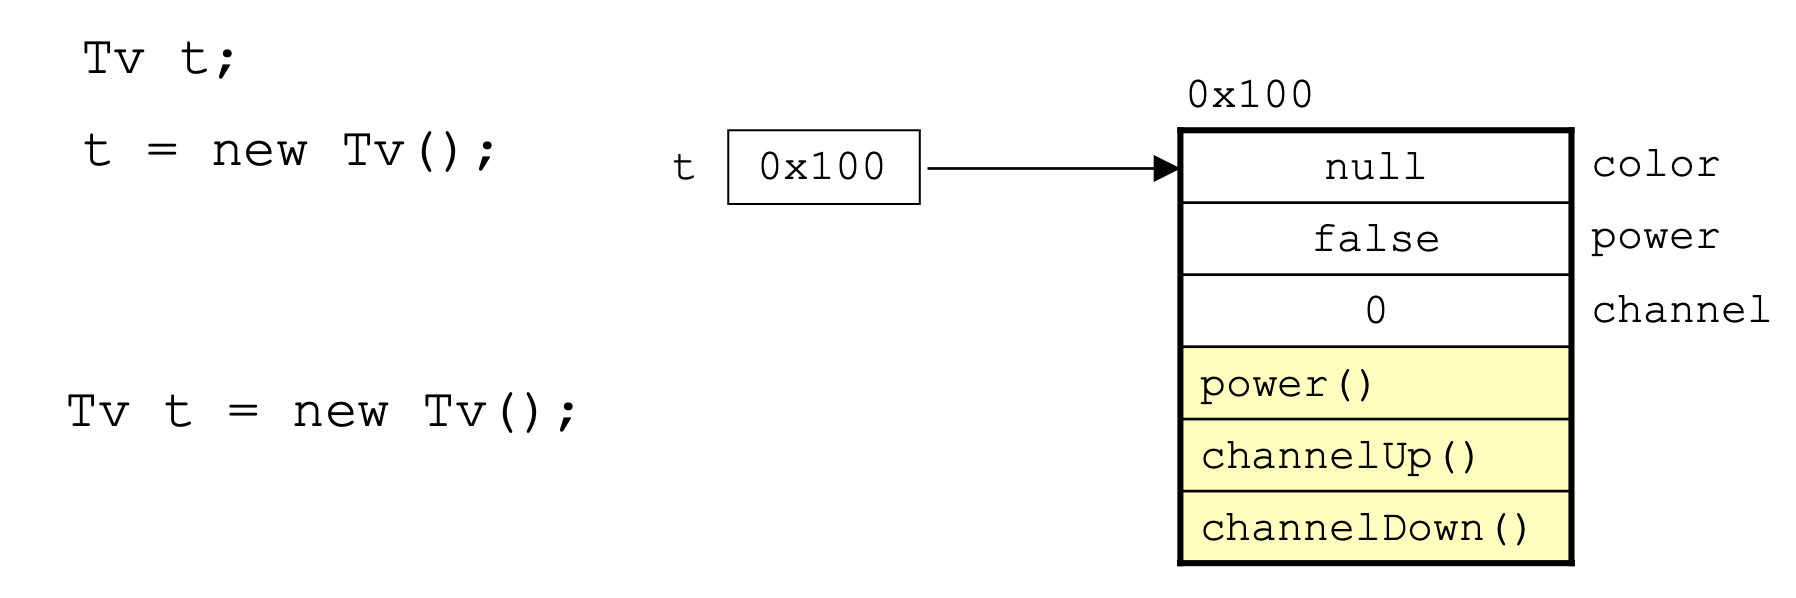 Tv t;
t = new Tv();
Tv t = new Tv();
t 0x100
0x100
null color
false power
0 channel
power()
channelUp()
channelDown()